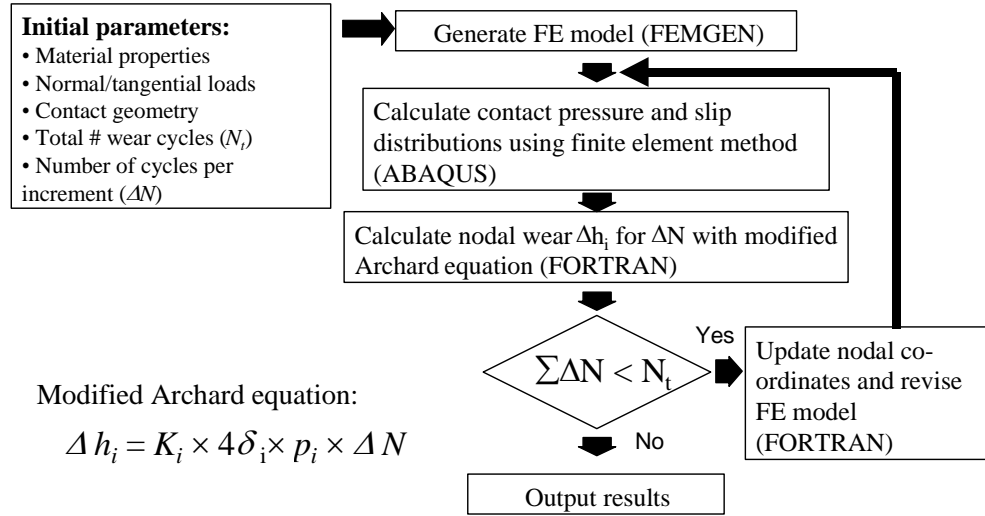 Initial parameters:
• Material properties
• Normal/tangential loads
• Contact geometry
• Total # wear cycles (Nt)
• Number of cycles per
increment (ΔN)
Generate FE model (FEMGEN)
Calculate contact pressure and slip
distributions using finite element method
(ABAQUS)
Calculate nodal wear Δhi for ΔN with modified
Archard equation (FORTRAN)
∑ΔN < Nt
Yes
Update nodal co-
ordinates and revise
FE model
(FORTRAN)
No
Output results
Modified Archard equation:
Δhi = Ki × 4δi × pi × ΔN